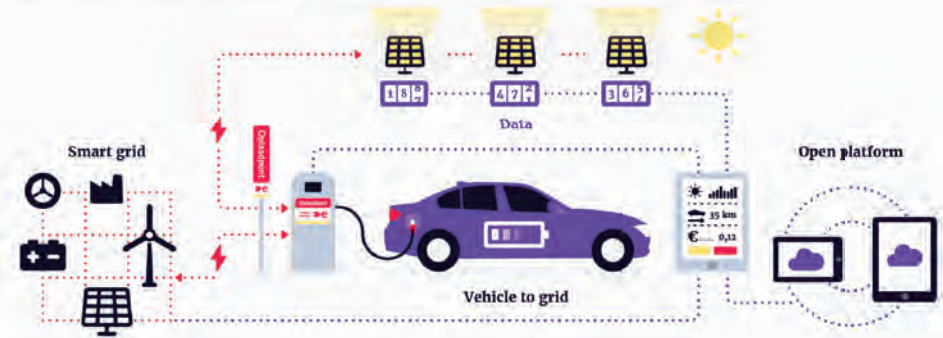 Data
Smart grid
Oplaadpunt
Open platform
35 km
€..... 0,12
Vehicle to grid